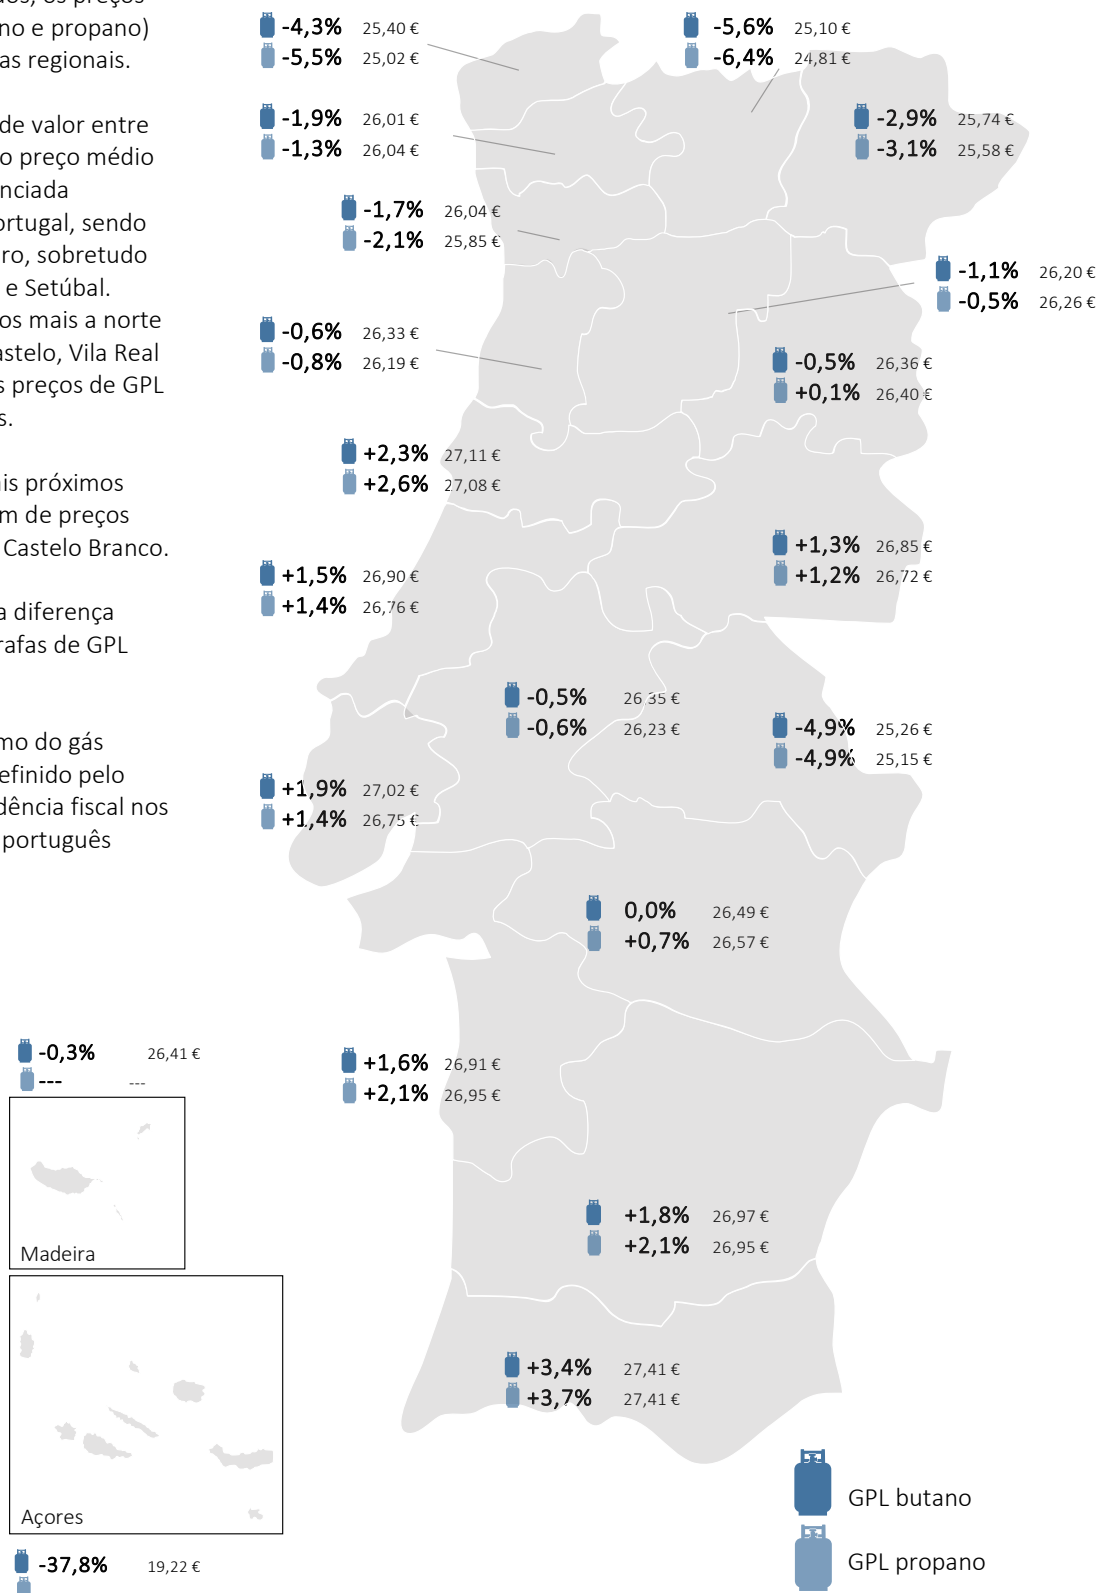 dos, os preços
no e propano)
as regionais.
de valor entre
o preço médio
nciada
ortugal, sendo
ro, sobretudo
e Setúbal.
os mais a norte
astelo, Vila Real
s preços de GPL
s.
is próximos
m de preços
Castelo Branco.
a diferença
rafas de GPL
mo do gás
efinido pelo
dência fiscal nos
português
-4,3% 25,40 €
-5,5% 25,02 €
-5,6% 25,10 €
-6,4% 24,81 €
-1,9% 26,01 €
-1,3% 26,04 €
-2,9% 25,74 €
-3,1% 25,58 €
-1,7% 26,04 €
-2,1% 25,85 €
-1,1% 26,20 €
-0,5% 26,26 €
-0,6% 26,33 €
-0,8% 26,19 €
-0,5% 26,36 €
+0,1% 26,40 €
+2,3% 27,11 €
+2,6% 27,08 €
+1,3% 26,85 €
+1,2% 26,72 €
+1,5% 26,90 €
+1,4% 26,76 €
-0,5% 26,35 €
-0,6% 26,23 €
-4,9% 25,26 €
-4,9% 25,15 €
+1,9% 27,02 €
+1,4% 26,75 €
0,0% 26,49 €
+0,7% 26,57 €
-0,3% 26,41 €
--- ---
+1,6% 26,91 €
+2,1% 26,95 €
Madeira
+1,8% 26,97 €
+2,1% 26,95 €
+3,4% 27,41 €
+3,7% 27,41 €
Açores
-37,8% 19,22 €
GPL butano
GPL propano